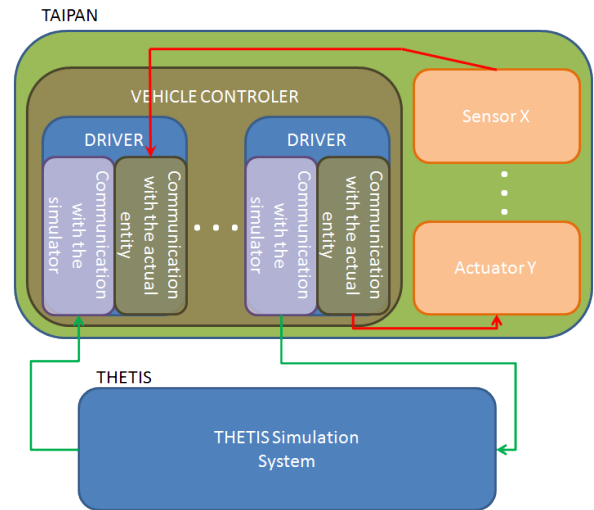 TAIPAN
VEHICLE CONTROLER
DRIVER
Communication
with the
simulator
Communication
with the actual
entity
DRIVER
Communication
with the
simulator
Communication
with the actual
entity
Sensor X
Actuator Y
THETIS
THETIS Simulation
System